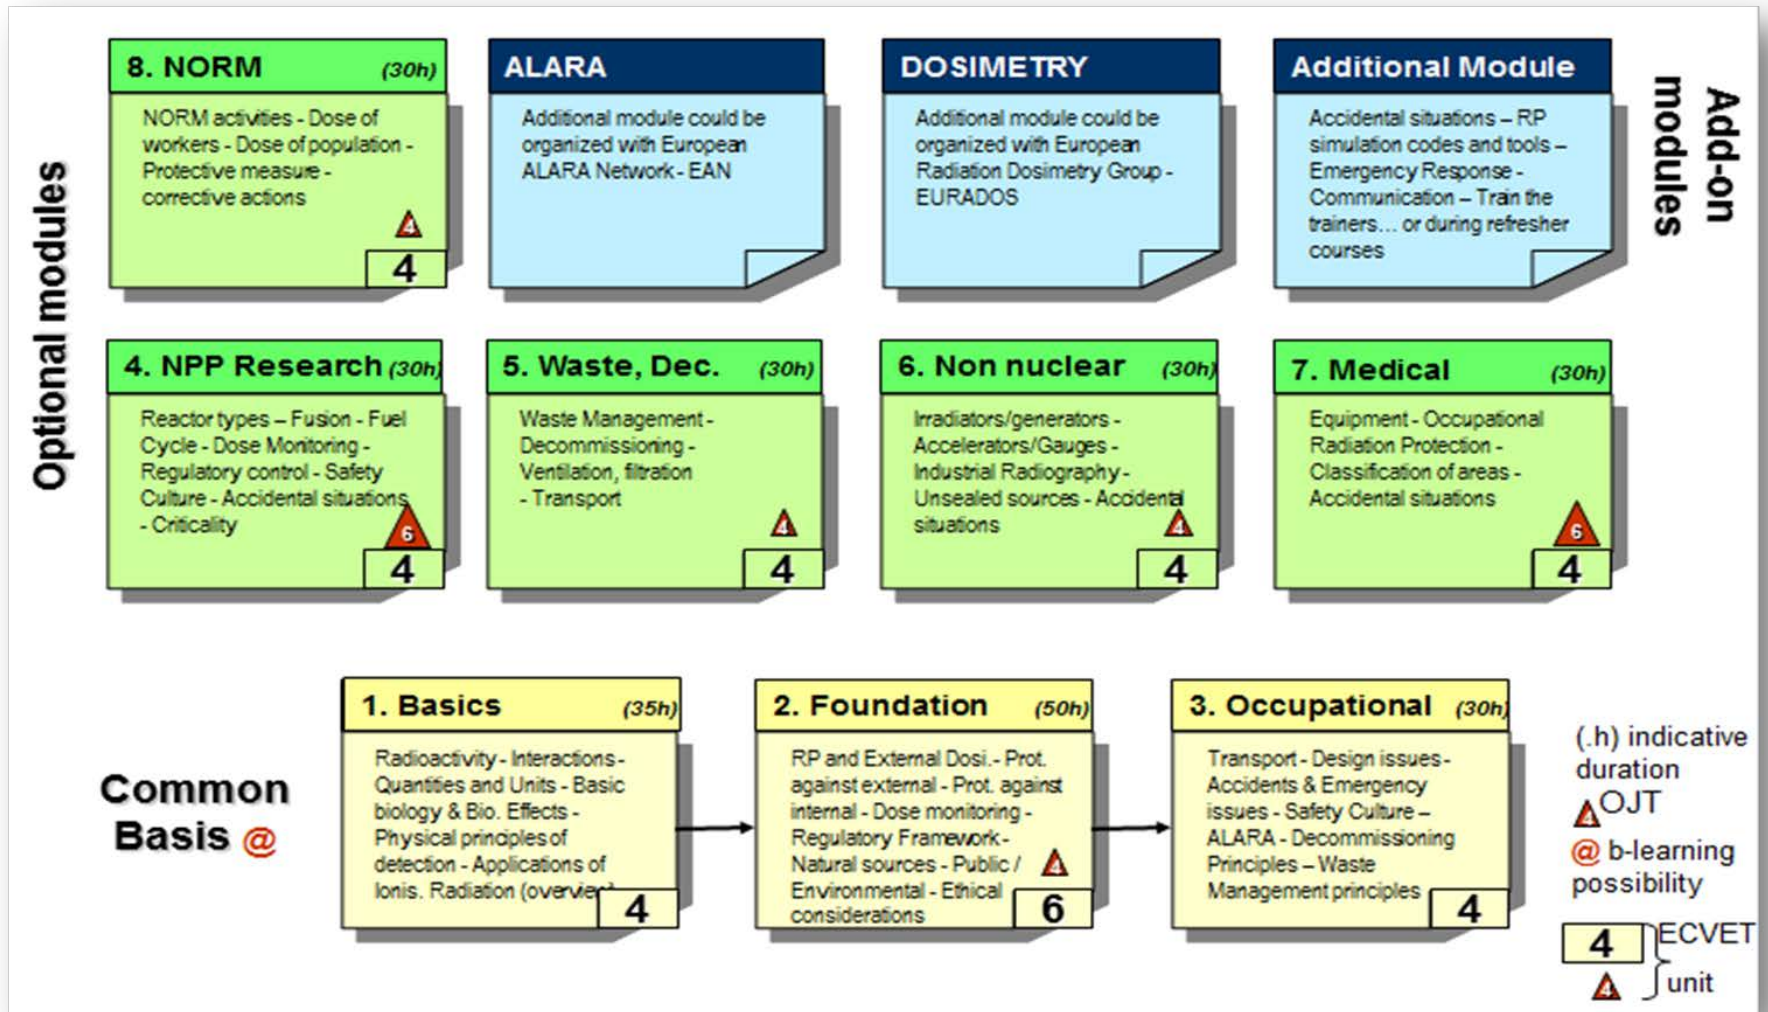 Optional modules
Add-on
modules
8. NORM (30h)
NORM activities - Dose of
workers - Dose of population -
Protective measure -
corrective actions
4
4
ALARA
Additional module could be
organized with European
ALARA Network - EAN
DOSIMETRY
Additional module could be
organized with European
Radiation Dosimetry Group -
EURADOS
Additional Module
Accidental situations – RP
simulation codes and tools –
Emergency Response -
Communication – Train the
trainers… or during refresher
courses
4. NPP Research (30h)
Reactor types – Fusion - Fuel
Cycle - Dose Monitoring -
Regulatory control - Safety
Culture - Accidental situations
- Criticality
6
4
5. Waste, Dec. (30h)
Waste Management -
Decommissioning -
Ventilation, filtration
- Transport
4
4
6. Non nuclear (30h)
Irradiators/generators -
Accelerators/Gauges -
Industrial Radiography -
Unsealed sources - Accidental
situations
4
4
7. Medical (30h)
Equipment - Occupational
Radiation Protection -
Classification of areas -
Accidental situations
6
4
Common
Basis @
1. Basics (35h)
Radioactivity - Interactions -
Quantities and Units - Basic
biology & Bio. Effects -
Physical principles of
detection - Applications of
Ionis. Radiation (overview)
4
2. Foundation (50h)
RP and External Dosi.- Prot.
against external - Prot. against
internal - Dose monitoring -
Regulatory Framework -
Natural sources - Public /
Environmental - Ethical
considerations
4
6
3. Occupational (30h)
Transport - Design issues -
Accidents & Emergency
issues - Safety Culture –
ALARA - Decommissioning
Principles – Waste
Management principles
4
(.h) indicative
duration
4 OJT
@ b-learning
possibility
4 ECVET
4 unit